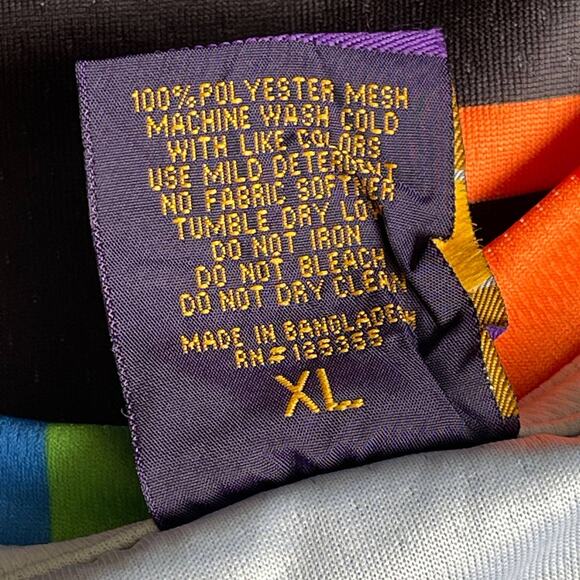 100% POLYESTER MESH
MACHINE WASH COLD
WITH LIKE COLORS
USE MILD DETERGENT
NO FABRIC SOFTNER
TUMBLE DRY LOW
DO NOT IRON
DO NOT BLEACH
DO NOT DRY CLEAN
MADE IN BANGLADESH
RN#125355
XL